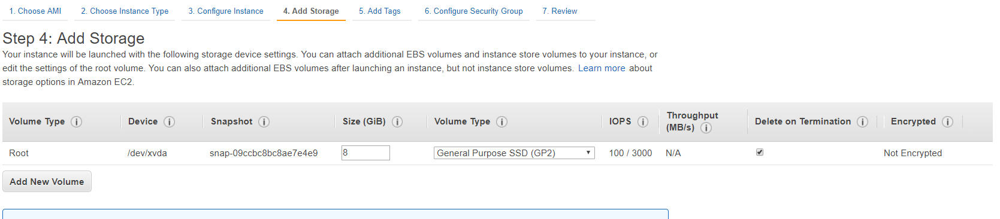 1. Choose AMI 2. Choose Instance Type 3. Configure Instance 4. Add Storage 5. Add Tags 6. Configure Security Group 7. Review
Step 4: Add Storage
Your instance will be launched with the following storage device settings. You can attach additional EBS volumes and instance store volumes to your instance, or
edit the settings of the root volume. You can also attach additional EBS volumes after launching an instance, but not instance store volumes. Learn more about
storage options in Amazon EC2.
Volume Type Device Snapshot Size (GiB) Volume Type IOPS Throughput (MB/s) Delete on Termination Encrypted
Root /dev/xvda snap-09ccbc8bc8ae7e4e9 8 General Purpose SSD (GP2) 100 / 3000 N/A Not Encrypted
Add New Volume